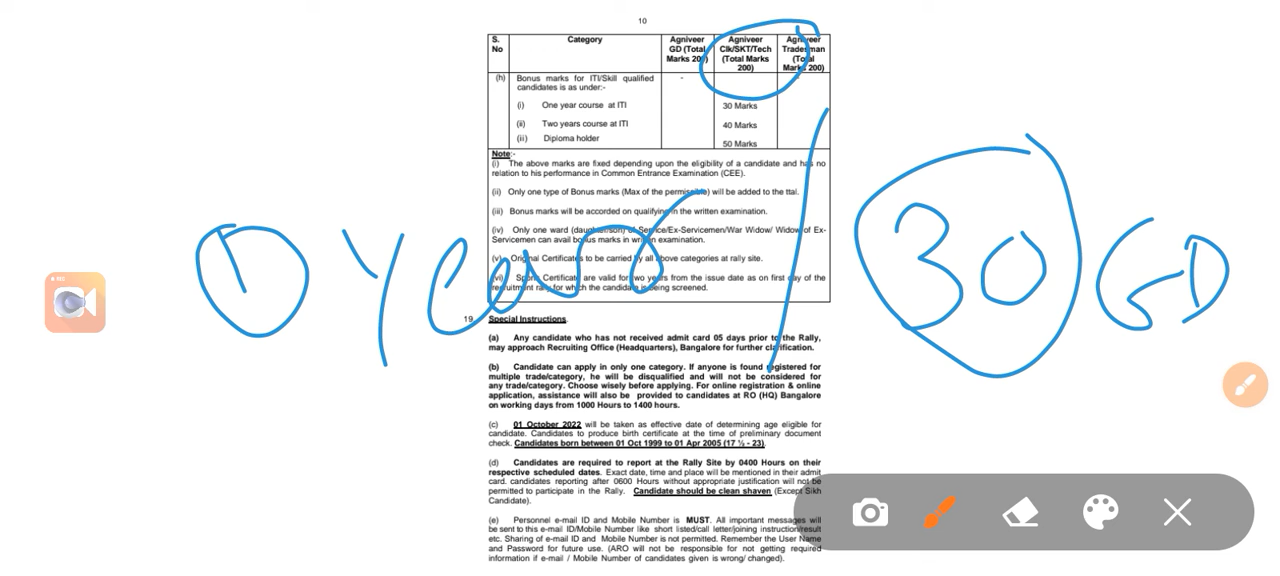 10
S. No Category Agniveer GD (Total Marks 200) Agniveer Clk/SKT/Tech (Total Marks 200) Agniveer Tradesman (Total Marks 200)
(h) Bonus marks for ITI/Skill qualified candidates is as under:- -
(i) One year course at ITI 30 Marks
(ii) Two years course at ITI 40 Marks
(iii) Diploma holder 50 Marks
Note:-
(i) The above marks are fixed depending upon the eligibility of a candidate and has no
relation to his performance in Common Entrance Examination (CEE).
(ii) Only one type of Bonus marks (Max of the permissible) will be added to the ttal.
(iii) Bonus marks will be accorded on qualifying in the written examination.
(iv) Only one ward (daughter/son) of Service/Ex-Servicemen/War Widow/ Widow of Ex-
Servicemen can avail bonus marks in written examination.
(v) Original Certificates to be carried by all above categories at rally site.
(vi) Sports Certificate are valid for two years from the issue date as on first day of the
recruitment rally for which the candidate is being screened.
19. Special Instructions.
(a) Any candidate who has not received admit card 05 days prior to the Rally,
may approach Recruiting Office (Headquarters), Bangalore for further clarification.
(b) Candidate can apply in only one category. If anyone is found registered for
multiple trade/category, he will be disqualified and will not be considered for
any trade/category. Choose wisely before applying. For online registration & online
application, assistance will also be provided to candidates at RO (HQ) Bangalore
on working days from 1000 Hours to 1400 hours.
(c) 01 October 2022 will be taken as effective date of determining age eligible for
candidate. Candidates to produce birth certificate at the time of preliminary document
check. Candidates born between 01 Oct 1999 to 01 Apr 2005 (17 ½ - 23).
(d) Candidates are required to report at the Rally Site by 0400 Hours on their
respective scheduled dates. Exact date, time and place will be mentioned in their admit
card. candidates reporting after 0600 Hours without appropriate justification will not be
permitted to participate in the Rally. Candidate should be clean shaven (Except Sikh
Candidate).
(e) Personnel e-mail ID and Mobile Number is MUST. All important messages will
be sent to this e-mail ID/Mobile Number like short listed/call letter/joining instruction/result
etc. Sharing of e-mail ID and Mobile Number is not permitted. Remember the User Name
and Password for future use. (ARO will not be responsible for not getting required
information if e-mail / Mobile Number of candidates given is wrong/ changed).
1 years / 30 GD